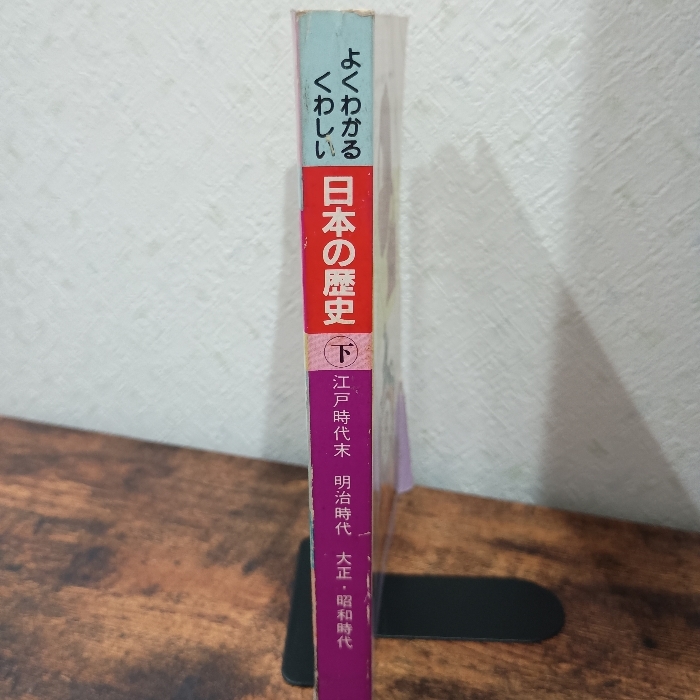 よくわかる
くわしい
日本の歴史
下
江戸時代末 明治時代 大正・昭和時代